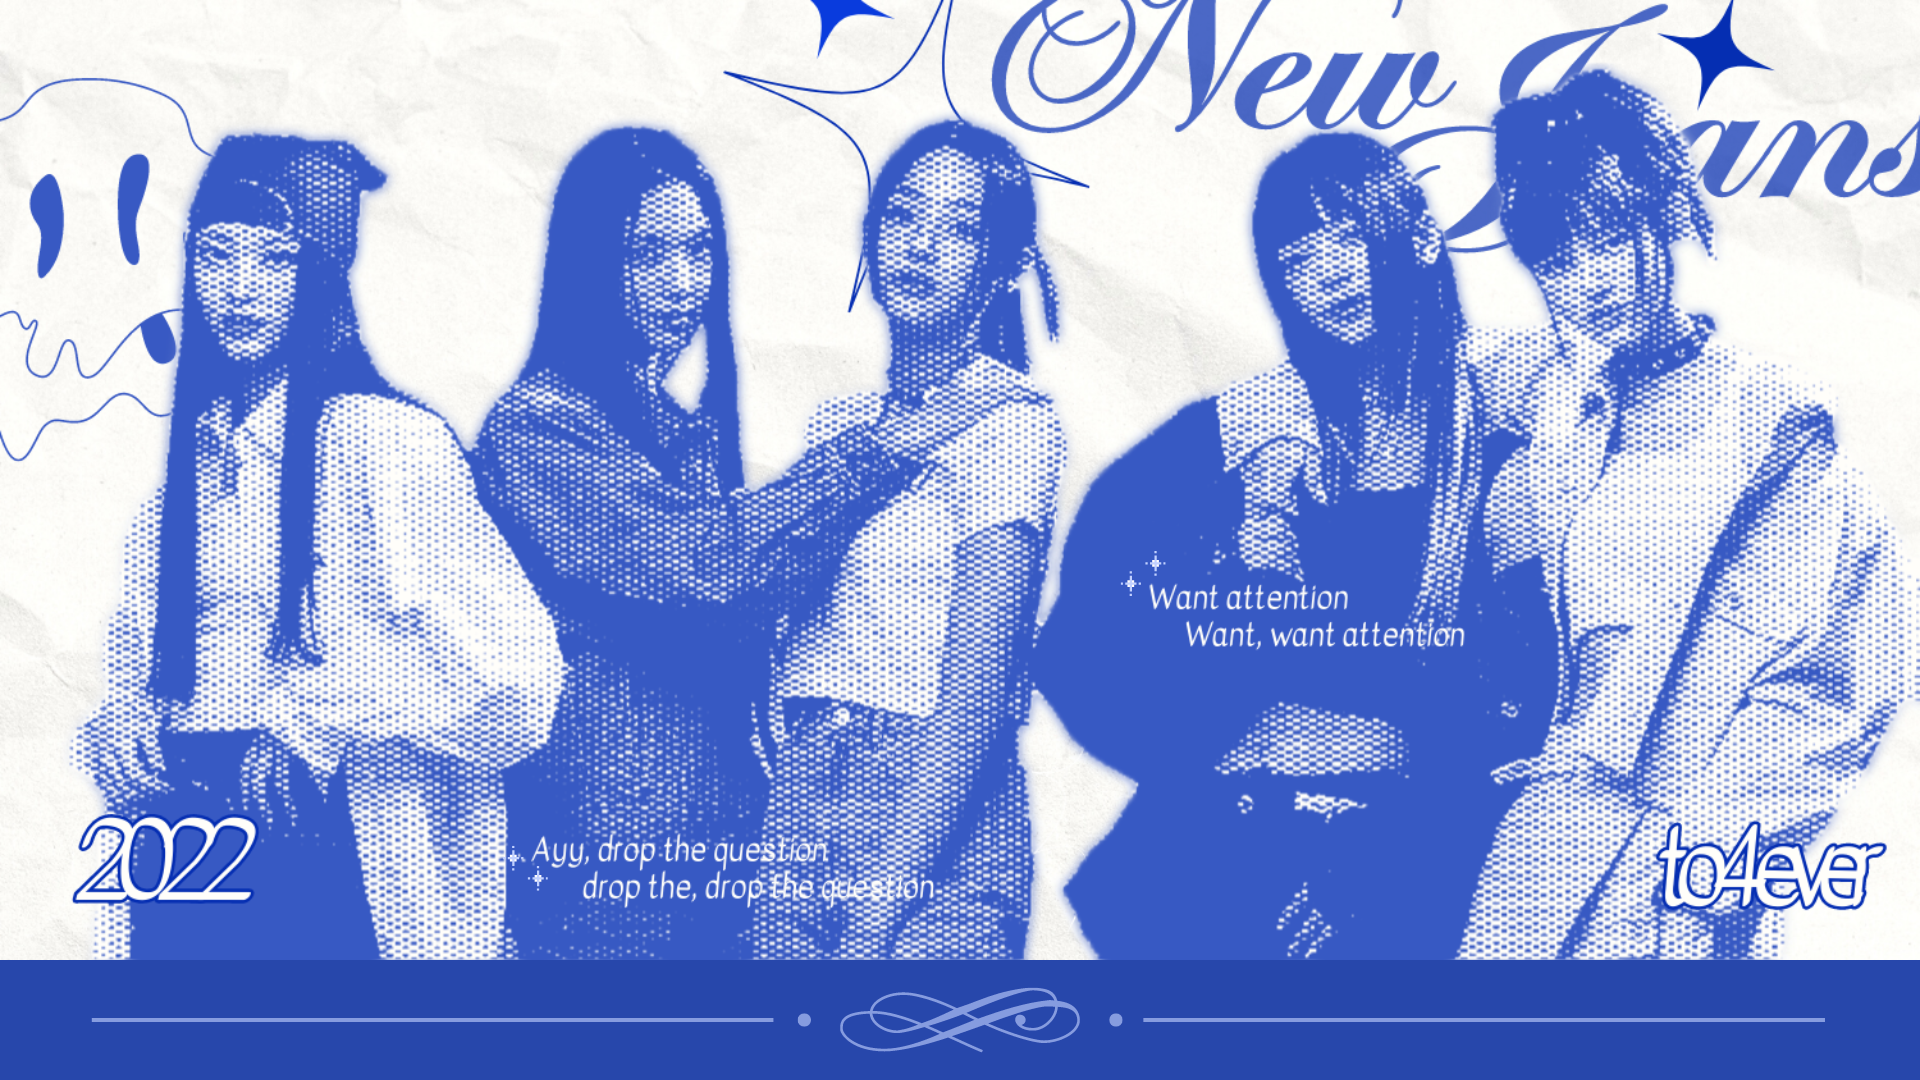 New
Jeans
Want attention
Want, want attention
2022
Ayy, drop the question
drop the, drop the question
to4ever